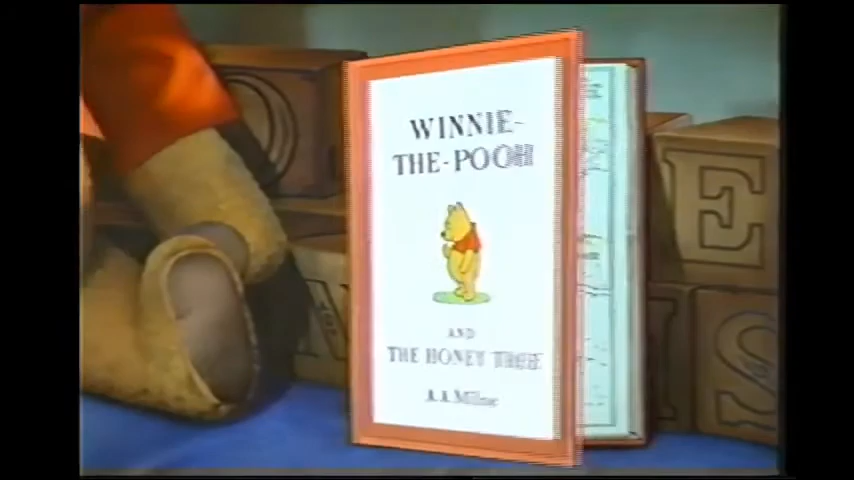 WINNIE-
THE-POOH
AND
THE HONEY TREE
A.A.Milne
E
S